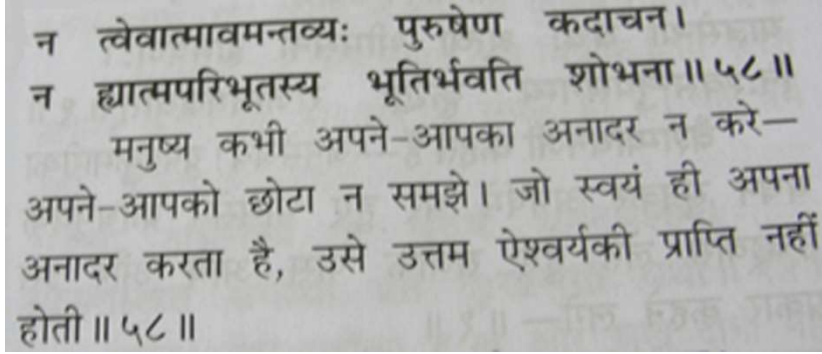 न त्वेवात्मावमन्तव्यः पुरुषेण कदाचन।
न ह्यात्मपरिभूतस्य भूतिर्भवति शोभना॥ ५८॥
मनुष्य कभी अपने-आपका अनादर न करे—
अपने-आपको छोटा न समझे। जो स्वयं ही अपना
अनादर करता है, उसे उत्तम ऐश्वर्यकी प्राप्ति नहीं
होती॥ ५८॥